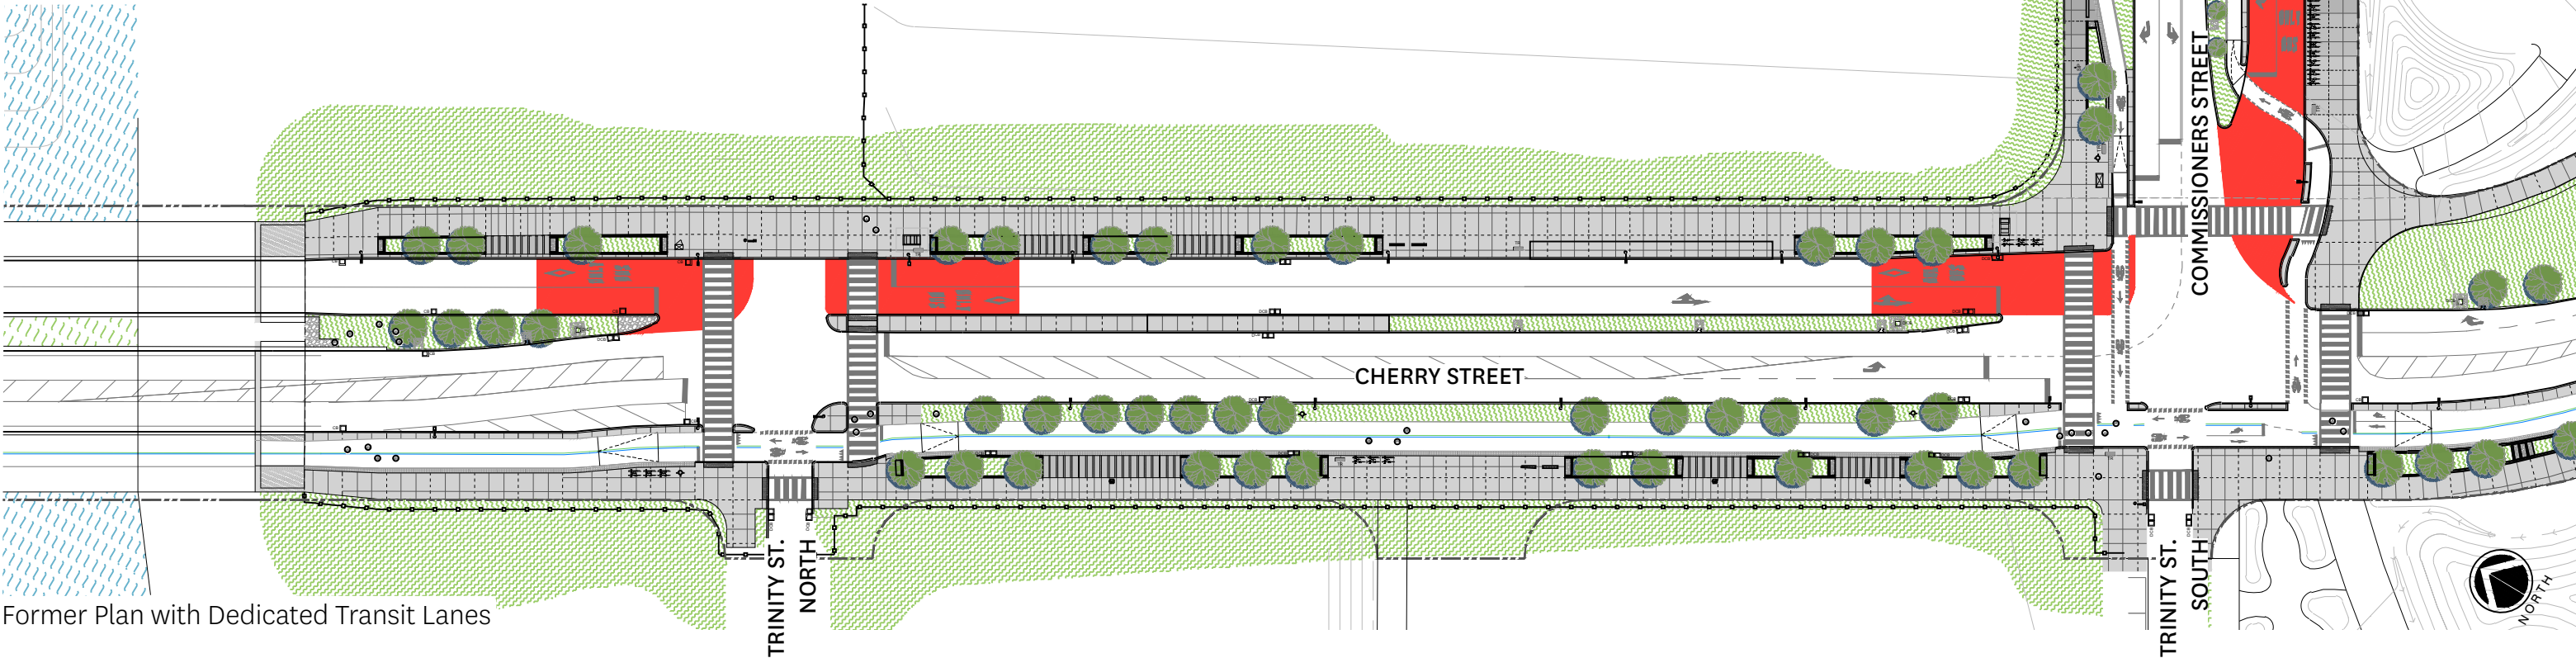 COMMISSIONERS STREET
CHERRY STREET
TRINITY ST.
NORTH
TRINITY ST.
SOUTH
NORTH
Former Plan with Dedicated Transit Lanes